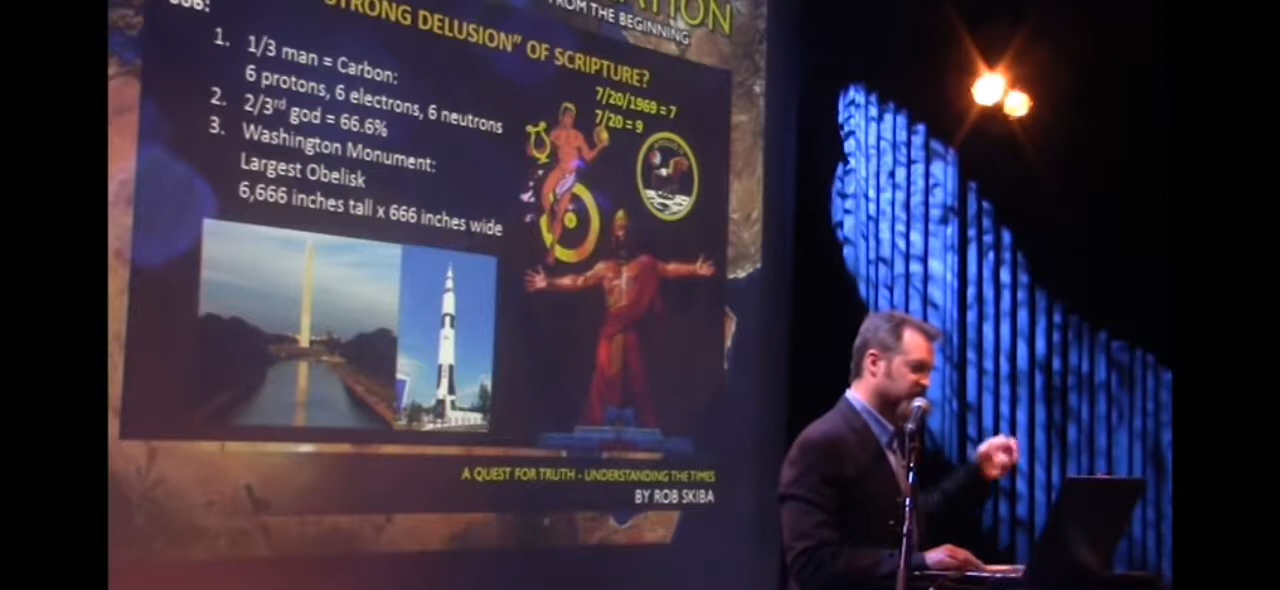 FROM THE BEGINNING
STRONG DELUSION" OF SCRIPTURE?
1. 1/3 man = Carbon:
6 protons, 6 electrons, 6 neutrons
2. 2/3rd god = 66.6%
3. Washington Monument:
Largest Obelisk
6,666 inches tall x 666 inches wide
7/20/1969 = 7
7/20 = 9
A QUEST FOR TRUTH - UNDERSTANDING THE TIMES
BY ROB SKIBA